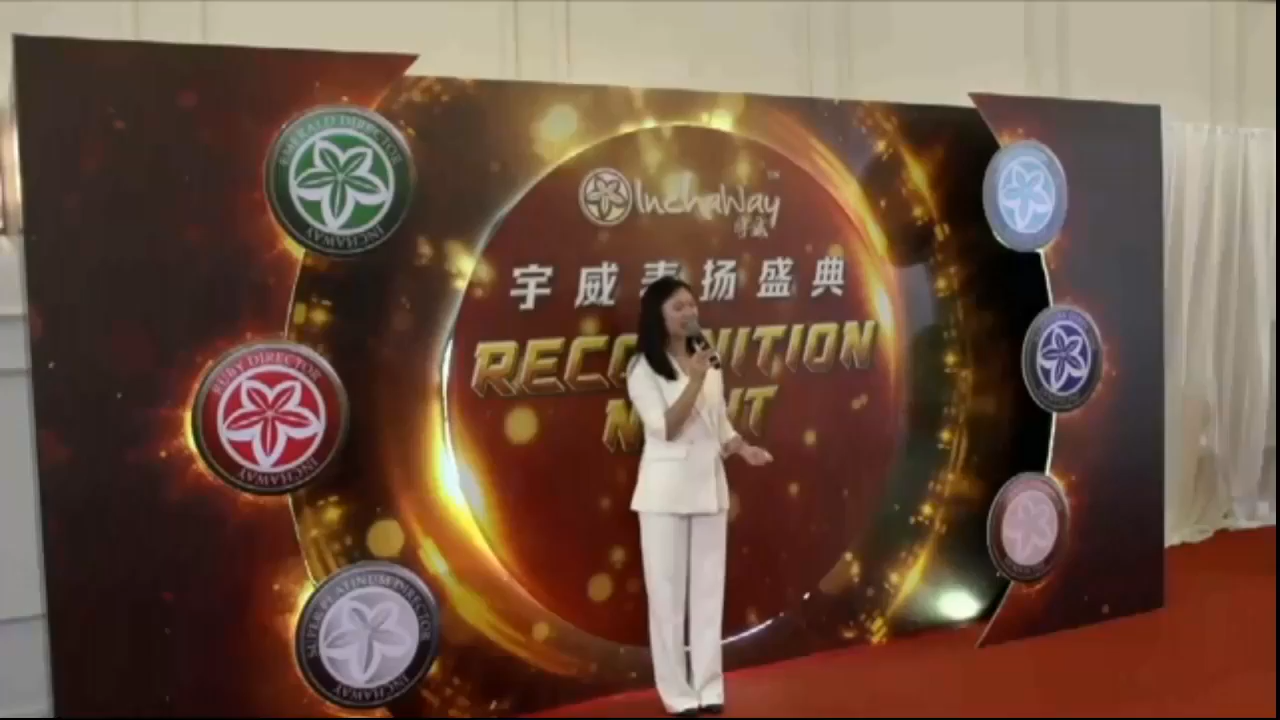 EMERALD DIRECTOR
INCHAWAY
InchaWay™
宇威
宇威表扬盛典
RECOGNITION
NIGHT
RUBY DIRECTOR
INCHAWAY
SUPER PLATINUM DIRECTOR
INCHAWAY